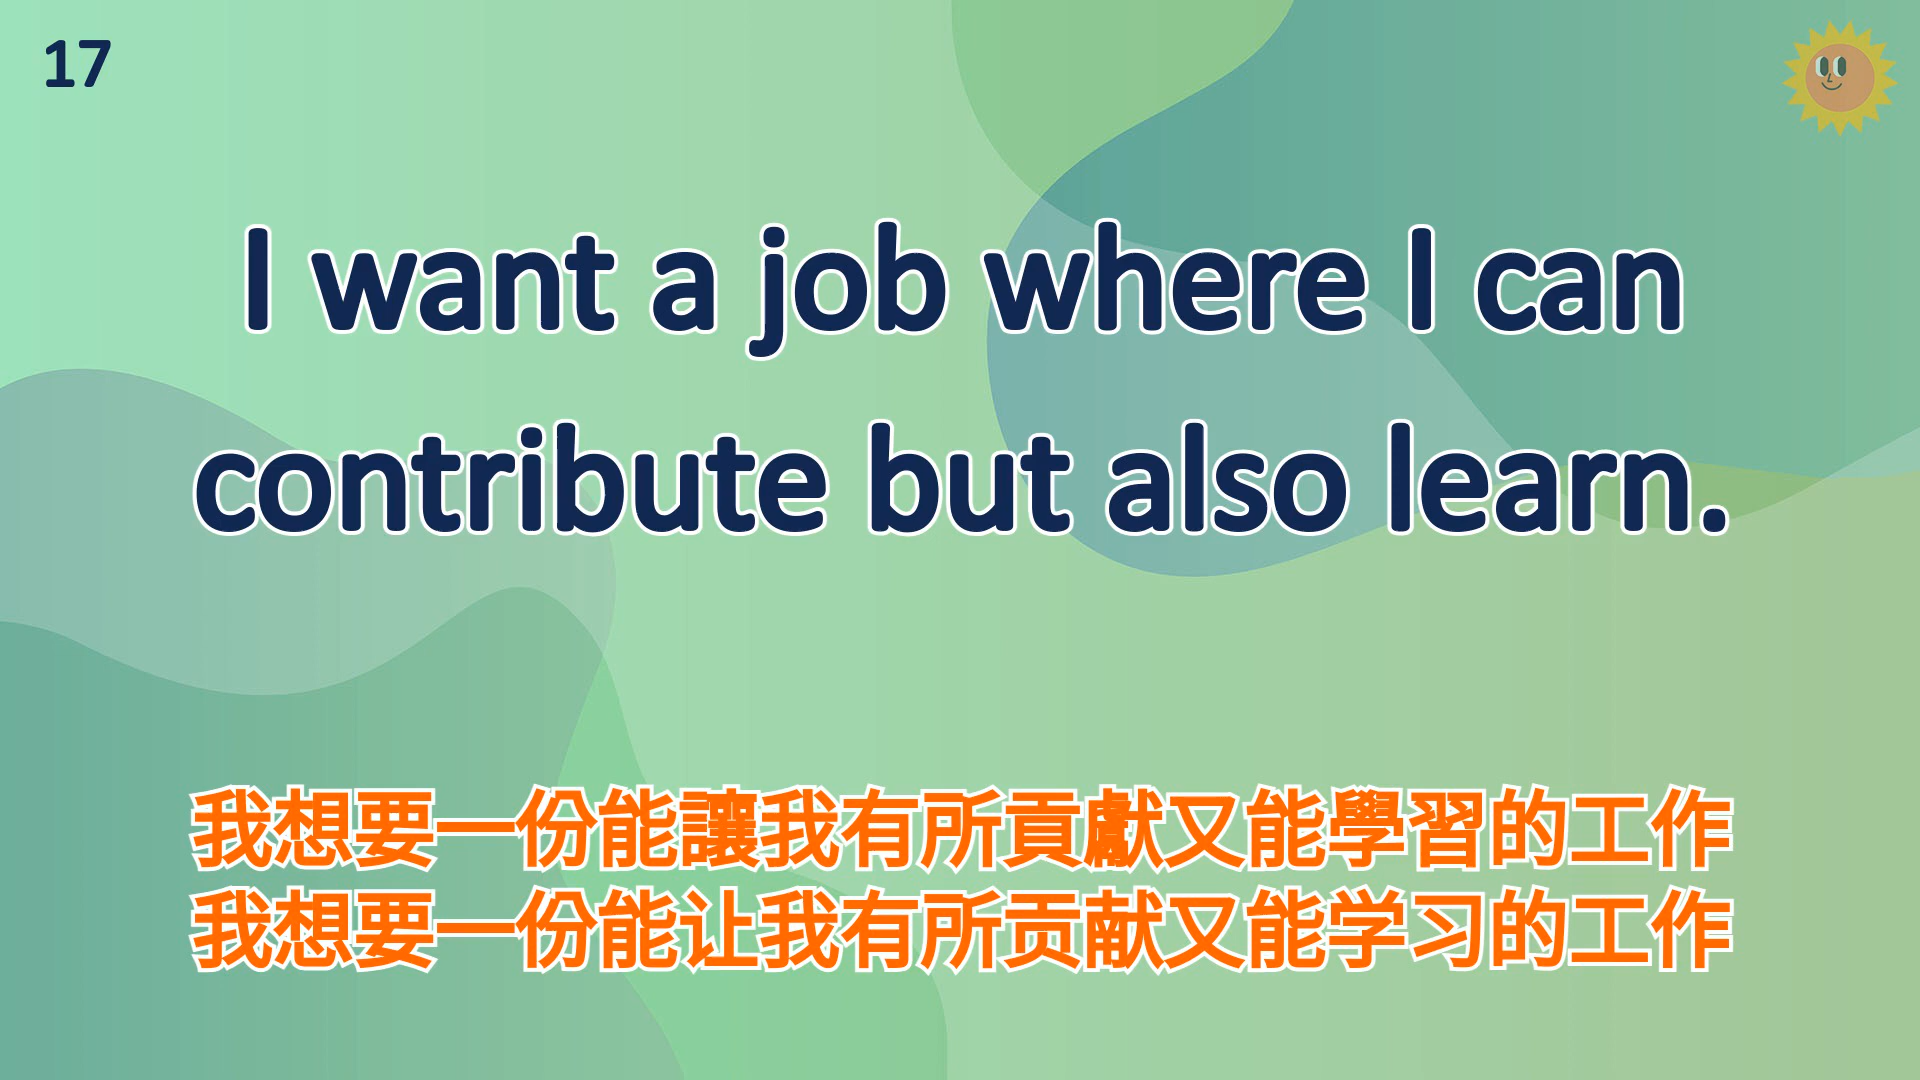 17
I want a job where I can
contribute but also learn.
我想要一份能讓我有所貢獻又能學習的工作
我想要一份能让我有所贡献又能学习的工作